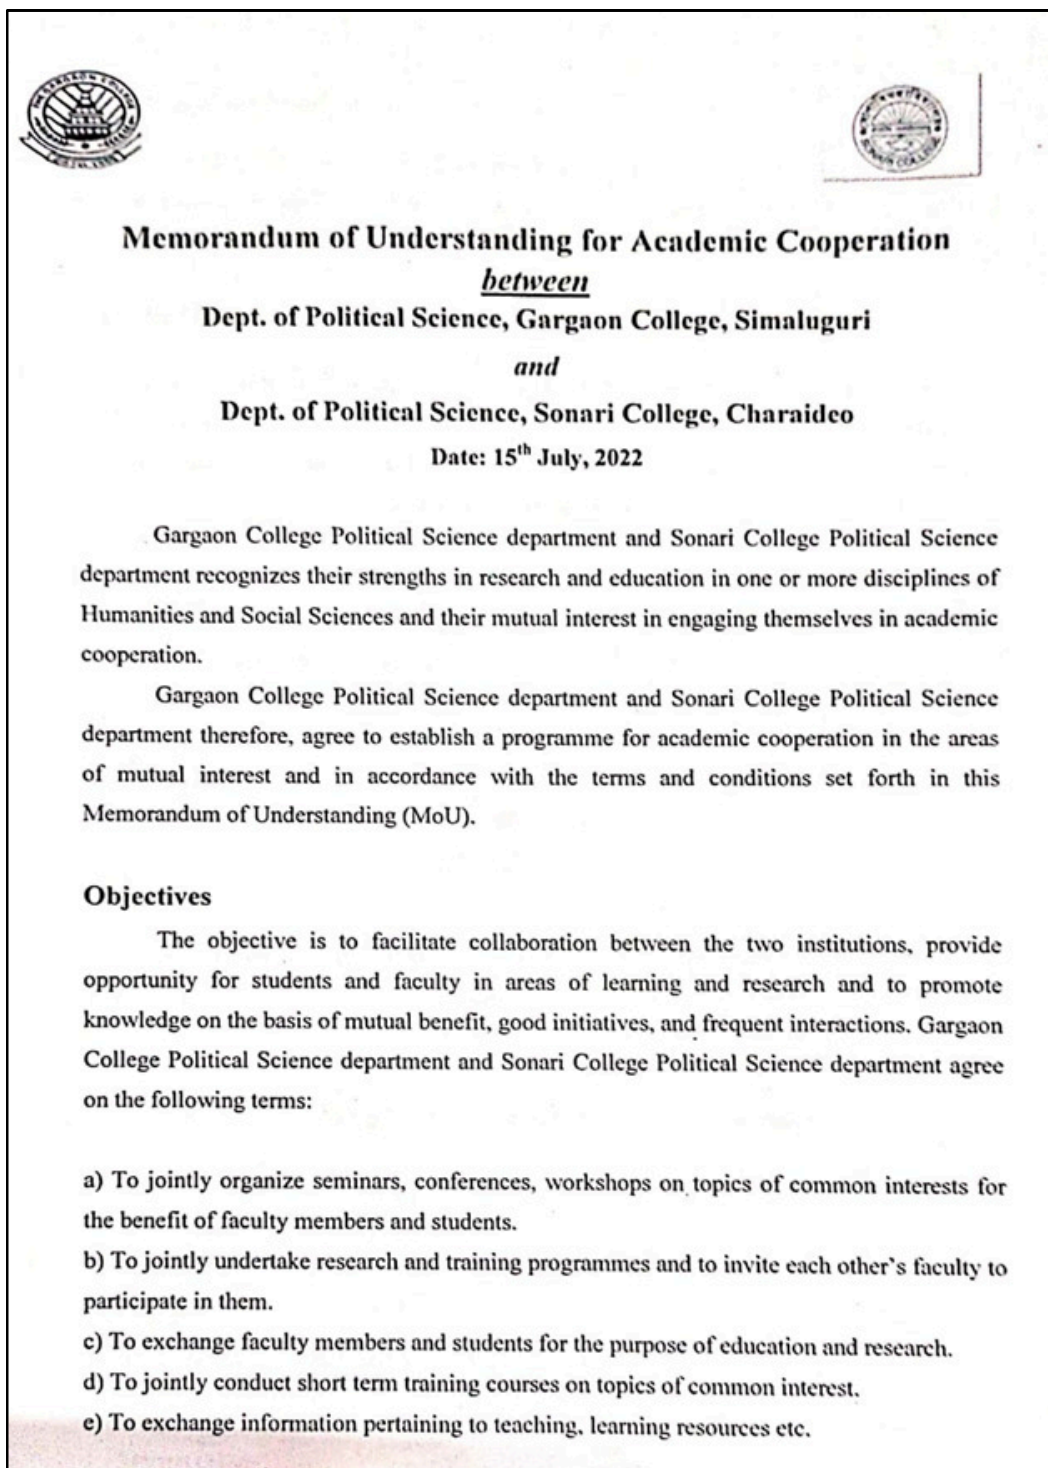 THE GARGAON COLLEGE
SONARI COLLEGE
Memorandum of Understanding for Academic Cooperation
between
Dept. of Political Science, Gargaon College, Simaluguri
and
Dept. of Political Science, Sonari College, Charaideo
Date: 15th July, 2022
Gargaon College Political Science department and Sonari College Political Science
department recognizes their strengths in research and education in one or more disciplines of
Humanities and Social Sciences and their mutual interest in engaging themselves in academic
cooperation.
Gargaon College Political Science department and Sonari College Political Science
department therefore, agree to establish a programme for academic cooperation in the areas
of mutual interest and in accordance with the terms and conditions set forth in this
Memorandum of Understanding (MoU).
Objectives
The objective is to facilitate collaboration between the two institutions, provide
opportunity for students and faculty in areas of learning and research and to promote
knowledge on the basis of mutual benefit, good initiatives, and frequent interactions. Gargaon
College Political Science department and Sonari College Political Science department agree
on the following terms:
a) To jointly organize seminars, conferences, workshops on topics of common interests for
the benefit of faculty members and students.
b) To jointly undertake research and training programmes and to invite each other's faculty to
participate in them.
c) To exchange faculty members and students for the purpose of education and research.
d) To jointly conduct short term training courses on topics of common interest.
e) To exchange information pertaining to teaching, learning resources etc.